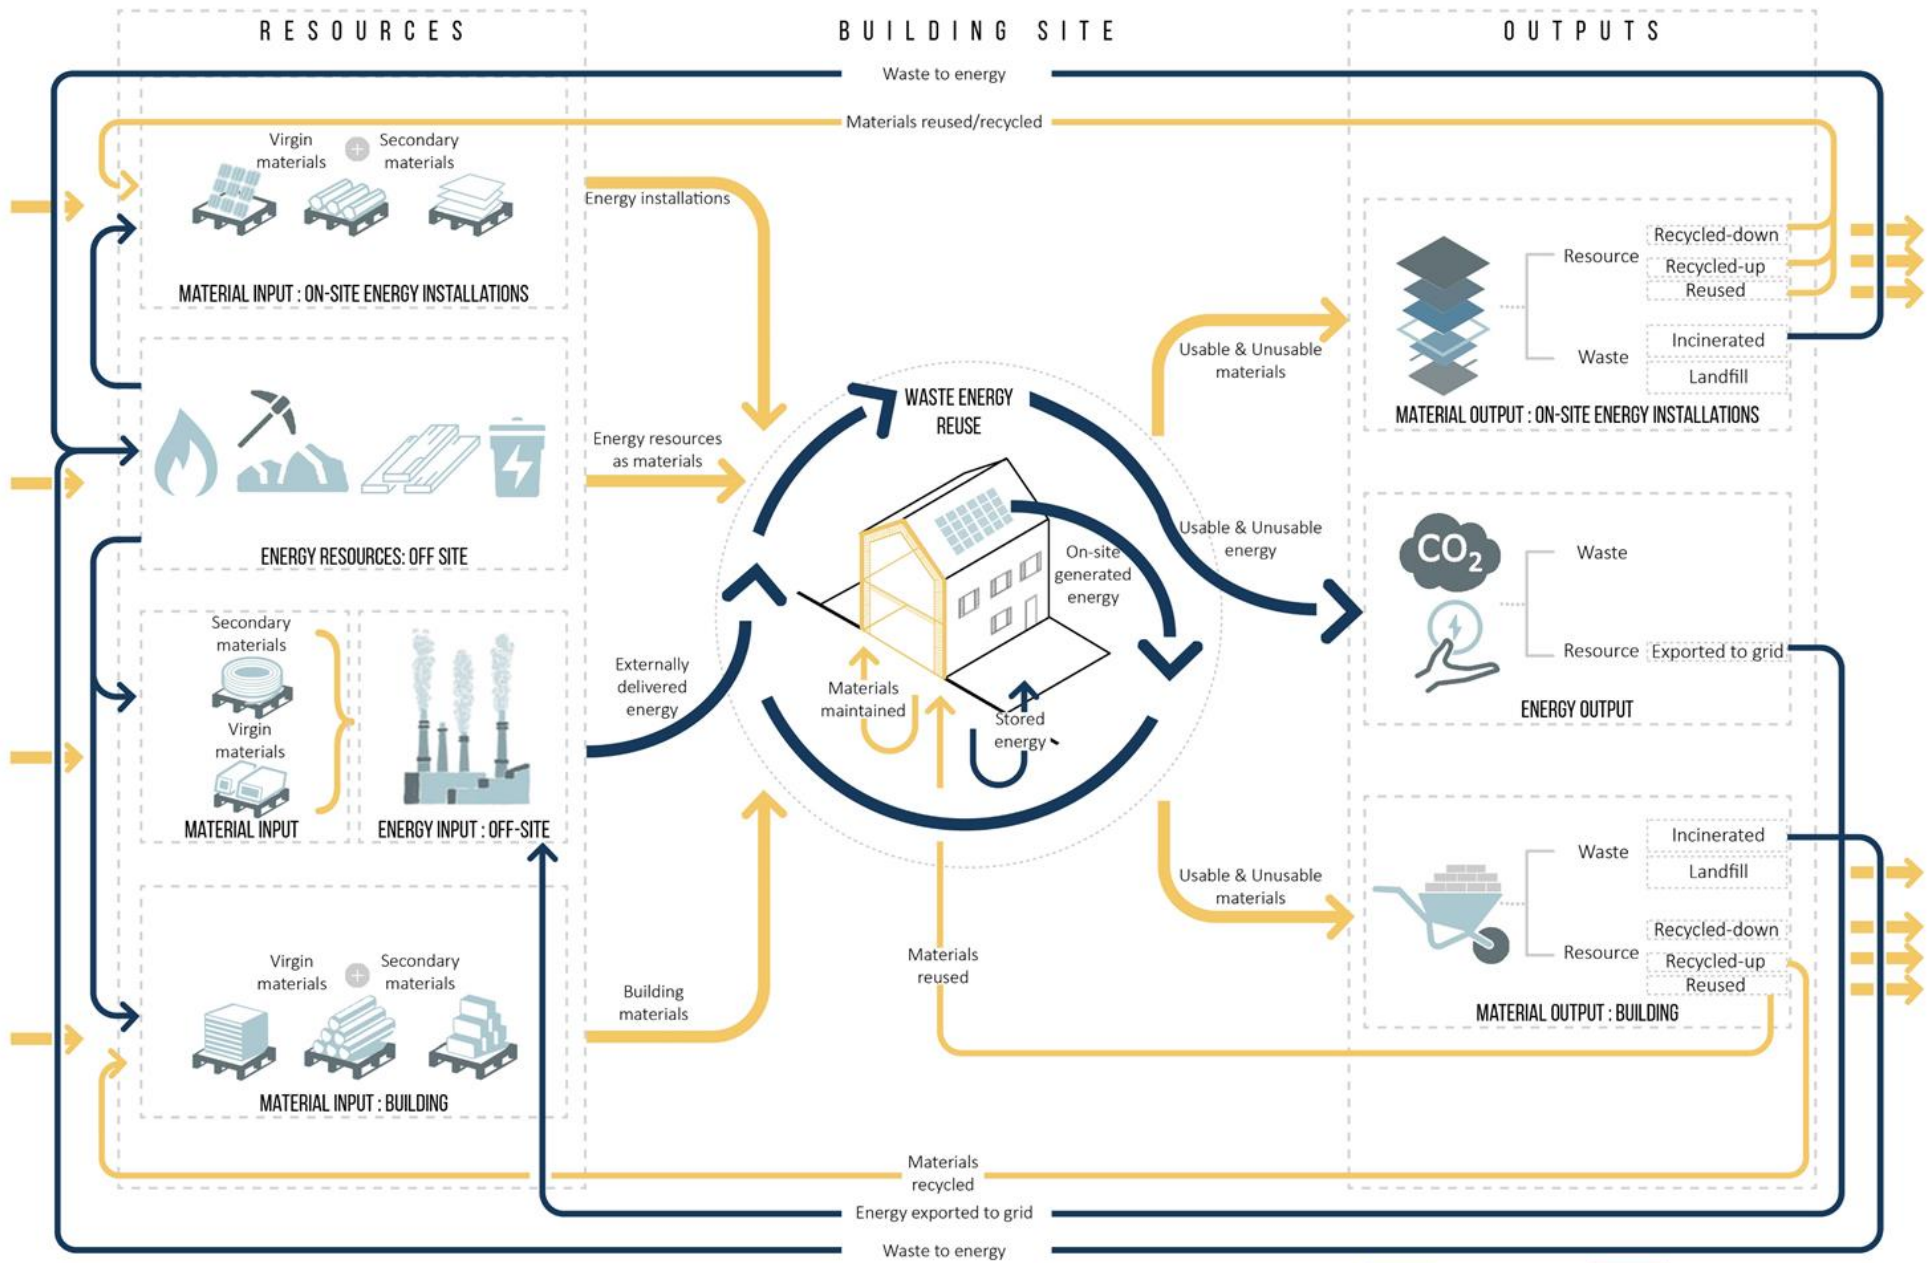 RESOURCES
BUILDING SITE
OUTPUTS
Waste to energy
Materials reused/recycled
Virgin
materials
+
Secondary
materials
MATERIAL INPUT : ON-SITE ENERGY INSTALLATIONS
ENERGY RESOURCES: OFF SITE
Secondary
materials
Virgin
materials
MATERIAL INPUT
ENERGY INPUT : OFF-SITE
Virgin
materials
+
Secondary
materials
MATERIAL INPUT : BUILDING
Energy installations
Energy resources
as materials
Externally
delivered
energy
Building
materials
WASTE ENERGY
REUSE
On-site
generated
energy
Materials
maintained
Stored
energy
Materials
reused
Usable & Unusable
materials
Usable & Unusable
energy
Usable & Unusable
materials
Resource
Recycled-down
Recycled-up
Reused
Waste
Incinerated
Landfill
MATERIAL OUTPUT : ON-SITE ENERGY INSTALLATIONS
CO2
Waste
Resource
Exported to grid
ENERGY OUTPUT
Waste
Incinerated
Landfill
Resource
Recycled-down
Recycled-up
Reused
MATERIAL OUTPUT : BUILDING
Materials
recycled
Energy exported to grid
Waste to energy